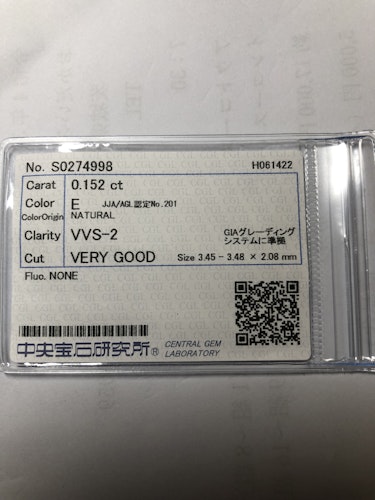 No. S0274998 H061422
Carat 0.152 ct
Color E JJA/AGL認定No.201
ColorOrigin NATURAL
Clarity VVS-2 GIAグレーディング
システムに準拠
Cut VERY GOOD Size 3.45 - 3.48 × 2.08 mm
Fluo. NONE
中央宝石研究所® CENTRAL GEM
LABORATORY